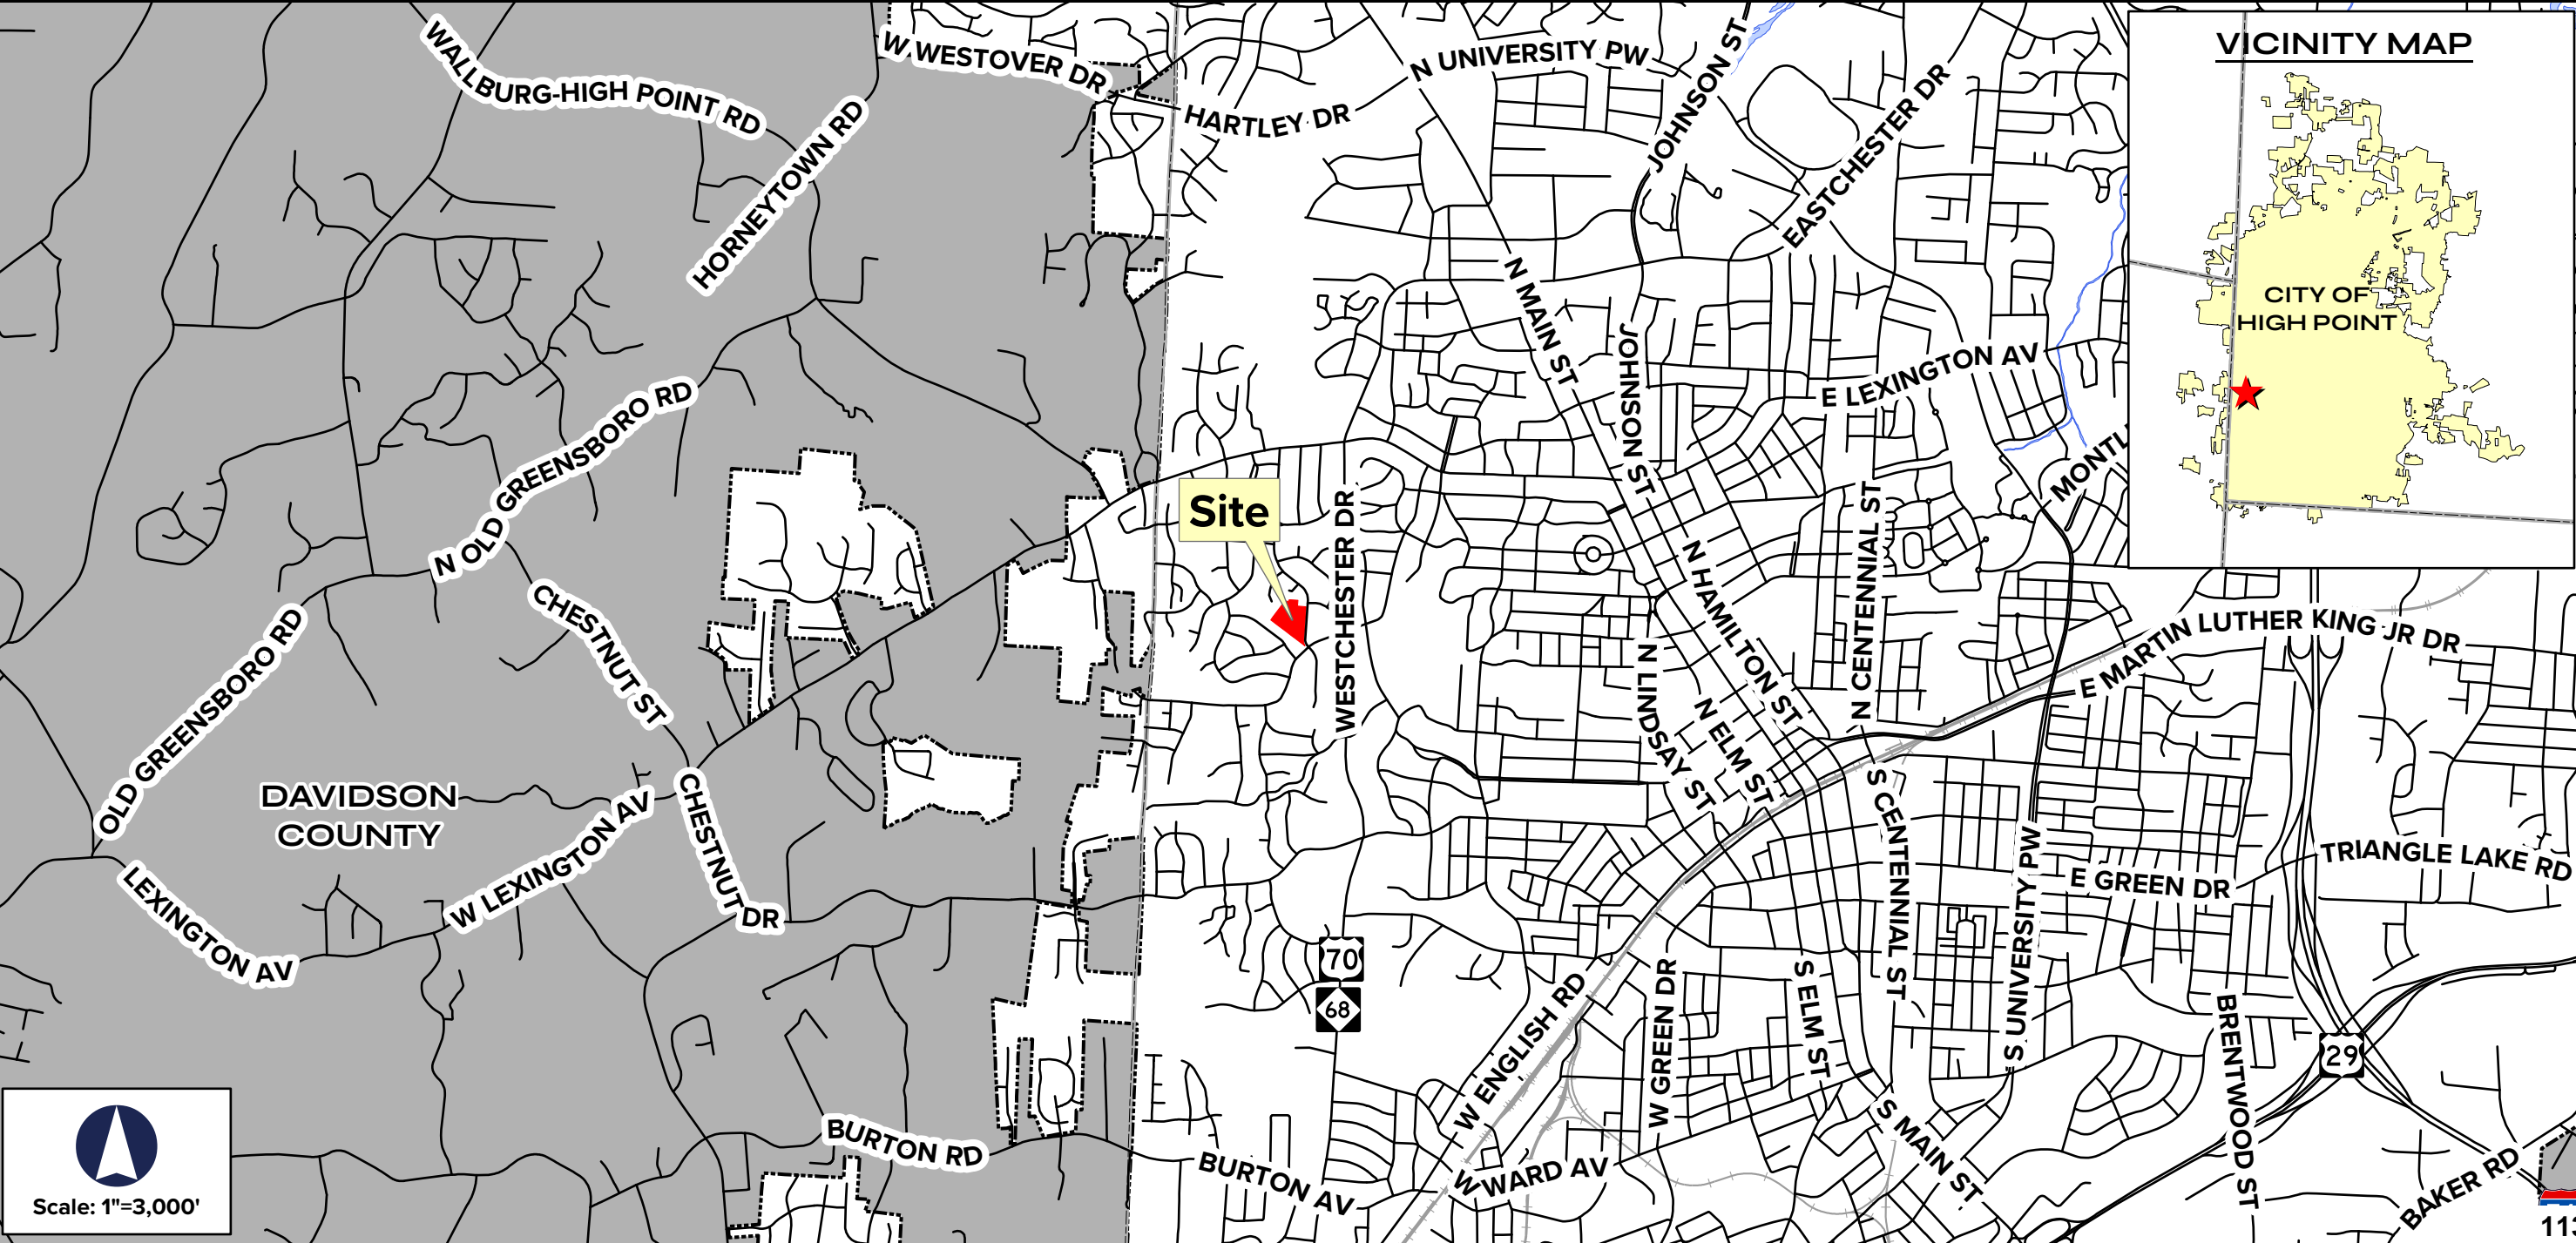 WALLBURG-HIGH POINT RD
W WESTOVER DR
HARTLEY DR
N UNIVERSITY PW
JOHNSON ST
EASTCHESTER DR
HORNEYTOWN RD
VICINITY MAP
CITY OF
HIGH POINT
N MAIN ST
JOHNSON ST
E LEXINGTON AV
N OLD GREENSBORO RD
Site
WESTCHESTER DR
N CENTENNIAL ST
N HAMILTON ST
CHESTNUT ST
OLD GREENSBORO RD
E MARTIN LUTHER KING JR DR
N LINDSAY ST
N ELM ST
DAVIDSON
COUNTY
CHESTNUT DR
W LEXINGTON AV
LEXINGTON AV
S CENTENNIAL ST
TRIANGLE LAKE RD
E GREEN DR
S UNIVERSITY PW
70
68
W ENGLISH RD
W GREEN DR
S ELM ST
BRENTWOOD ST
29
S MAIN ST
BURTON RD
BURTON AV
W WARD AV
BAKER RD
Scale: 1"=3,000'